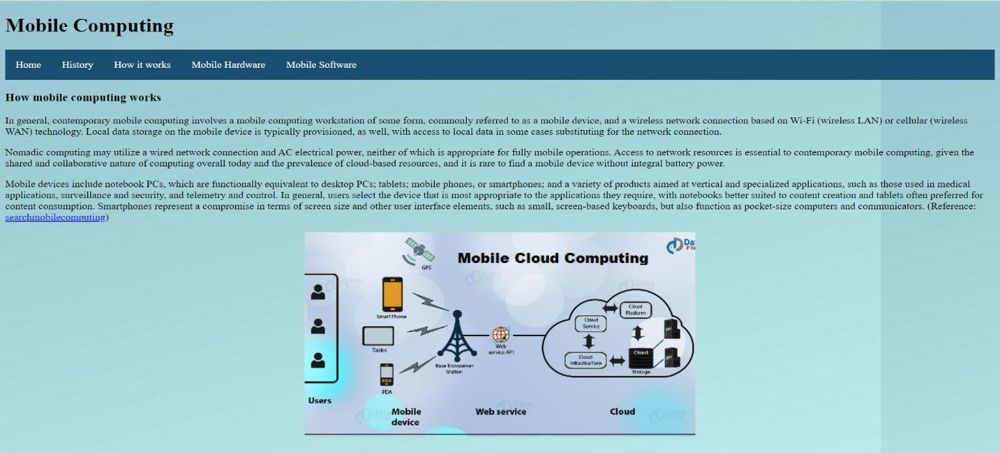 Mobile Computing
Home History How it works Mobile Hardware Mobile Software
How mobile computing works
In general, contemporary mobile computing involves a mobile computing workstation of some form, commonly referred to as a mobile device, and a wireless network connection based on Wi-Fi (wireless LAN) or cellular (wireless
WAN) technology. Local data storage on the mobile device is typically provisioned, as well, with access to local data in some cases substituting for the network connection.
Nomadic computing may utilize a wired network connection and AC electrical power, neither of which is appropriate for fully mobile operations. Access to network resources is essential to contemporary mobile computing, given the
shared and collaborative nature of computing overall today and the prevalence of cloud-based resources, and it is rare to find a mobile device without integral battery power.
Mobile devices include notebook PCs, which are functionally equivalent to desktop PCs; tablets; mobile phones, or smartphones; and a variety of products aimed at vertical and specialized applications, such as those used in medical
applications, surveillance and security, and telemetry and control. In general, users select the device that is most appropriate to the applications they require, with notebooks better suited to content creation and tablets often preferred for
content consumption. Smartphones represent a compromise in terms of screen size and other user interface elements, such as small, screen-based keyboards, but also function as pocket-size computers and communicators. (Reference:
searchmobilecomputing)
Mobile Cloud Computing
GPS
Smart Phone
Tablet
PDA
Base Transceiver
Station
Web
service API
Cloud
Platform
Cloud
Service
Cloud
Infrastructure
Cloud
Storage
Users
Mobile
device
Web service
Cloud